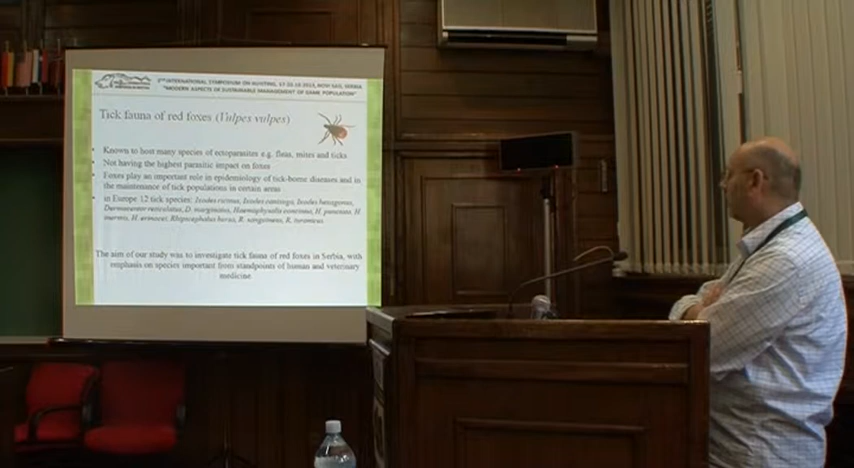 INTERNATIONAL SYMPOSIUM ON HUNTING, 17-20.10.2013, NOVI SAD, SERBIA
"MODERN ASPECTS OF SUSTAINABLE MANAGEMENT OF GAME POPULATION"
Tick fauna of red foxes (Vulpes vulpes)
• Known to host many species of ectoparasites e.g. fleas, mites and ticks
• Not having the highest parasitic impact on foxes
• Foxes play an important role in epidemiology of tick-borne diseases and in
the maintenance of tick populations in certain areas
• in Europe 12 tick species: Ixodes ricinus, Ixodes canisuga, Ixodes hexagonus,
Dermacentor reticulatus, D. marginatus, Haemaphysalis concinna, H. punctata, H.
inermis, H. erinacei, Rhipicephalus bursa, R. sanguineus, R. turanicus.
The aim of our study was to investigate tick fauna of red foxes in Serbia, with
emphasis on species important from standpoints of human and veterinary
medicine